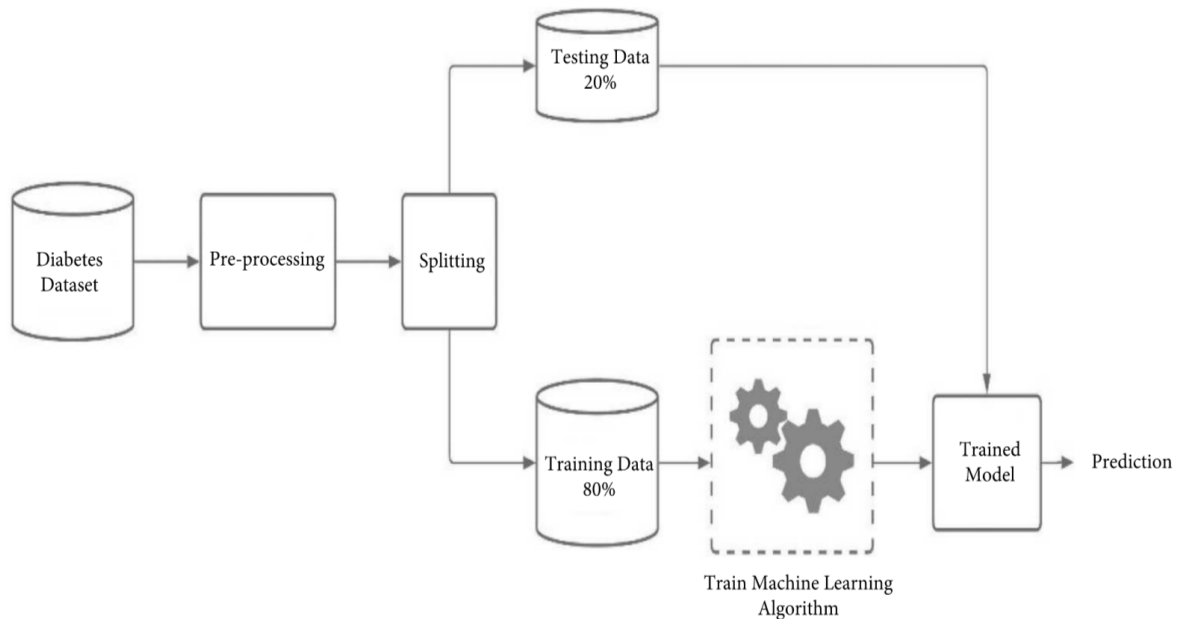 Testing Data
20%
Diabetes
Dataset
Pre-processing
Splitting
Training Data
80%
Trained
Model
Prediction
Train Machine Learning
Algorithm